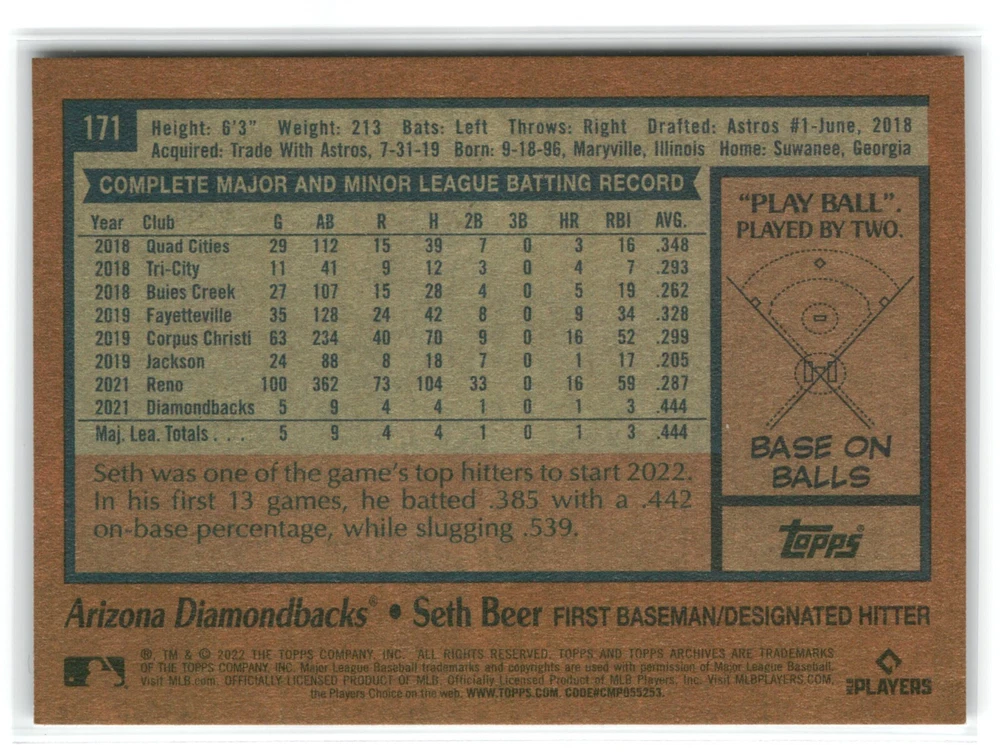 171
Height: 6'3" Weight: 213 Bats: Left Throws: Right Drafted: Astros #1-June, 2018
Acquired: Trade With Astros, 7-31-19 Born: 9-18-96, Maryville, Illinois Home: Suwanee, Georgia
COMPLETE MAJOR AND MINOR LEAGUE BATTING RECORD
Year Club G AB R H 2B 3B HR RBI AVG.
2018 Quad Cities 29 112 15 39 7 0 3 16 .348
2018 Tri-City 11 41 9 12 3 0 4 7 .293
2018 Buies Creek 27 107 15 28 4 0 5 19 .262
2019 Fayetteville 35 128 24 42 8 0 9 34 .328
2019 Corpus Christi 63 234 40 70 9 0 16 52 .299
2019 Jackson 24 88 8 18 7 0 1 17 .205
2021 Reno 100 362 73 104 33 0 16 59 .287
2021 Diamondbacks 5 9 4 4 1 0 1 3 .444
Maj. Lea. Totals . . . 5 9 4 4 1 0 1 3 .444
Seth was one of the game's top hitters to start 2022.
In his first 13 games, he batted .385 with a .442
on-base percentage, while slugging .539.
"PLAY BALL".
PLAYED BY TWO.
BASE ON
BALLS
Topps®
Arizona Diamondbacks® • Seth Beer FIRST BASEMAN/DESIGNATED HITTER
®, TM & © 2022 THE TOPPS COMPANY, INC. ALL RIGHTS RESERVED. TOPPS AND TOPPS ARCHIVES ARE TRADEMARKS
OF THE TOPPS COMPANY, INC. Major League Baseball trademarks and copyrights are used with permission of Major League Baseball.
Visit MLB.com. OFFICIALLY LICENSED PRODUCT OF MLB. Officially Licensed Product of MLB Players, Inc. Visit MLBPLAYERS.COM,
the Players Choice on the web. WWW.TOPPS.COM. CODE#CMP055253.
MLB PLAYERS